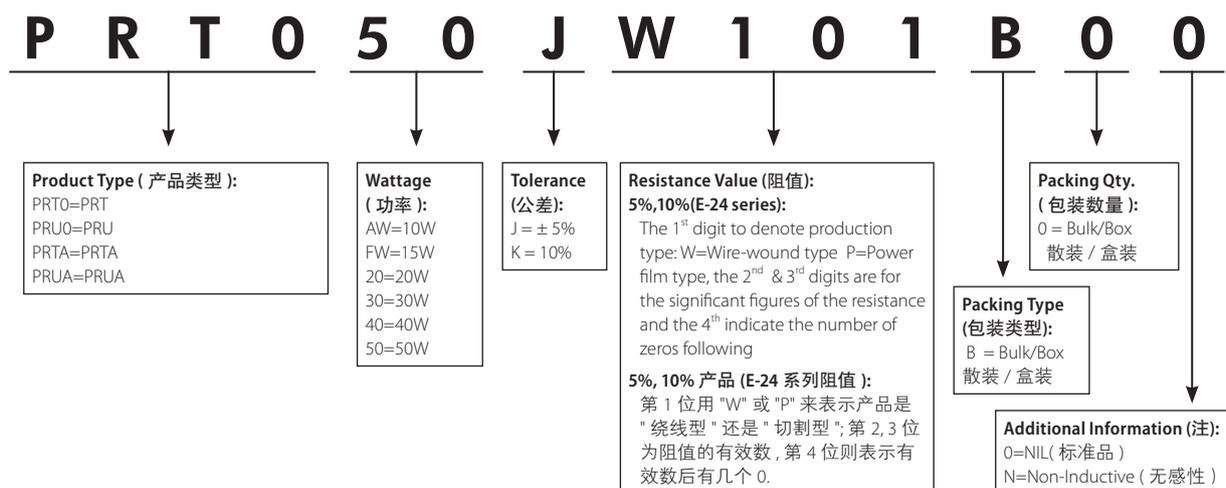 P R T 0 5 0 J W 1 0 1 B 0 0
Product Type ( 产品类型 ):
PRT0=PRT
PRU0=PRU
PRTA=PRTA
PRUA=PRUA
Wattage
( 功率 ):
AW=10W
FW=15W
20=20W
30=30W
40=40W
50=50W
Tolerance
(公差):
J = ± 5%
K = 10%
Resistance Value (阻值):
5%,10%(E-24 series):
The 1st digit to denote production
type: W=Wire-wound type P=Power
film type, the 2nd & 3rd digits are for
the significant figures of the resistance
and the 4th indicate the number of
zeros following
5%, 10% 产品 (E-24 系列阻值 ):
第 1 位用 "W" 或 "P" 来表示产品是
" 绕线型 " 还是 " 切割型 "; 第 2, 3 位
为阻值的有效数 , 第 4 位则表示有
效数后有几个 0.
Packing Type
(包装类型):
B = Bulk/Box
散装 / 盒装
Packing Qty.
( 包装数量 ):
0 = Bulk/Box
散装 / 盒装
Additional Information (注):
0=NIL( 标准品 )
N=Non-Inductive ( 无感性 )